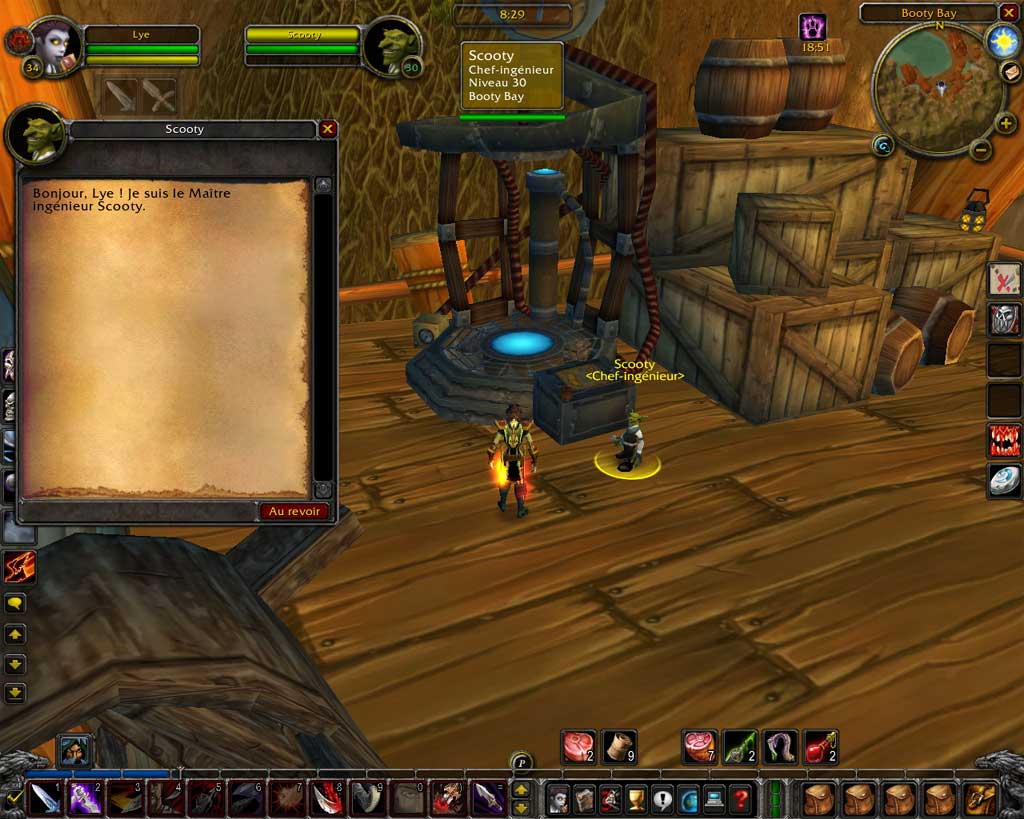 8:29
Booty Bay
N
Lye
Scooty
34
30
18:51
Scooty
Chef-ingénieur
Niveau 30
Booty Bay
Scooty
Bonjour, Lye ! Je suis le Maître
ingénieur Scooty.
Au revoir
Scooty
<Chef-ingénieur>
2
9
7
2
2
P
1
2
3
4
5
6
7
8
9
0
=